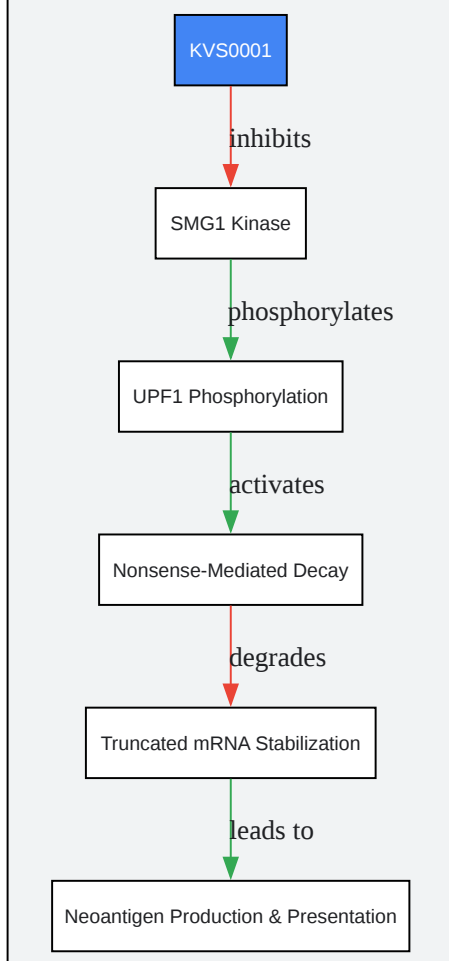 KVS0001
inhibits
SMG1 Kinase
phosphorylates
UPF1 Phosphorylation
activates
Nonsense-Mediated Decay
degrades
Truncated mRNA Stabilization
leads to
Neoantigen Production & Presentation